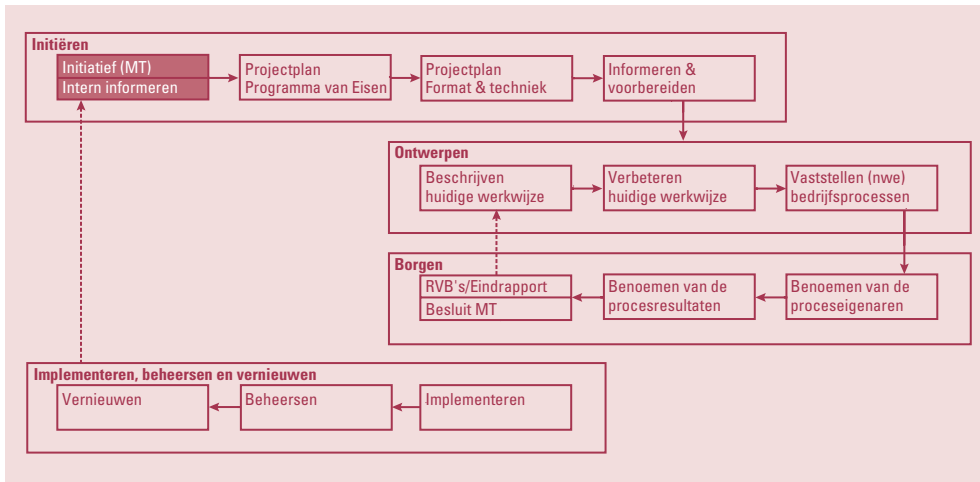 Initiëren
Initiatief (MT)
Intern informeren
Projectplan
Programma van Eisen
Projectplan
Format & techniek
Informeren &
voorbereiden
Ontwerpen
Beschrijven
huidige werkwijze
Verbeteren
huidige werkwijze
Vaststellen (nwe)
bedrijfsprocessen
Borgen
RVB's/Eindrapport
Besluit MT
Benoemen van de
procesresultaten
Benoemen van de
proceseigenaren
Implementeren, beheersen en vernieuwen
Vernieuwen
Beheersen
Implementeren